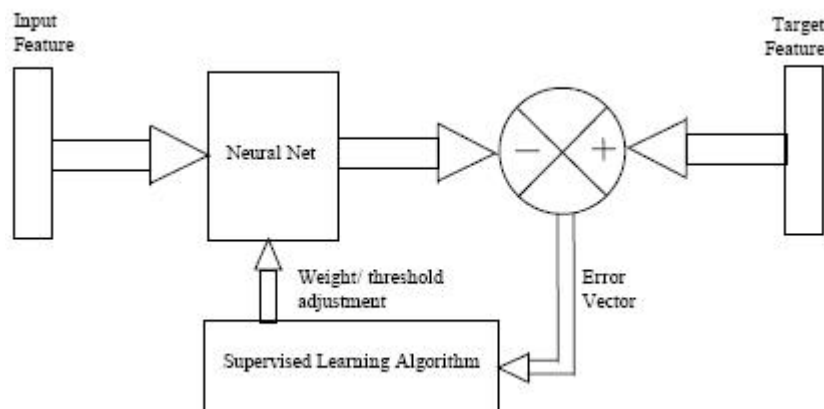 Input
Feature
Target
Feature
Neural Net
−
+
Weight/ threshold
adjustment
Error
Vector
Supervised Learning Algorithm